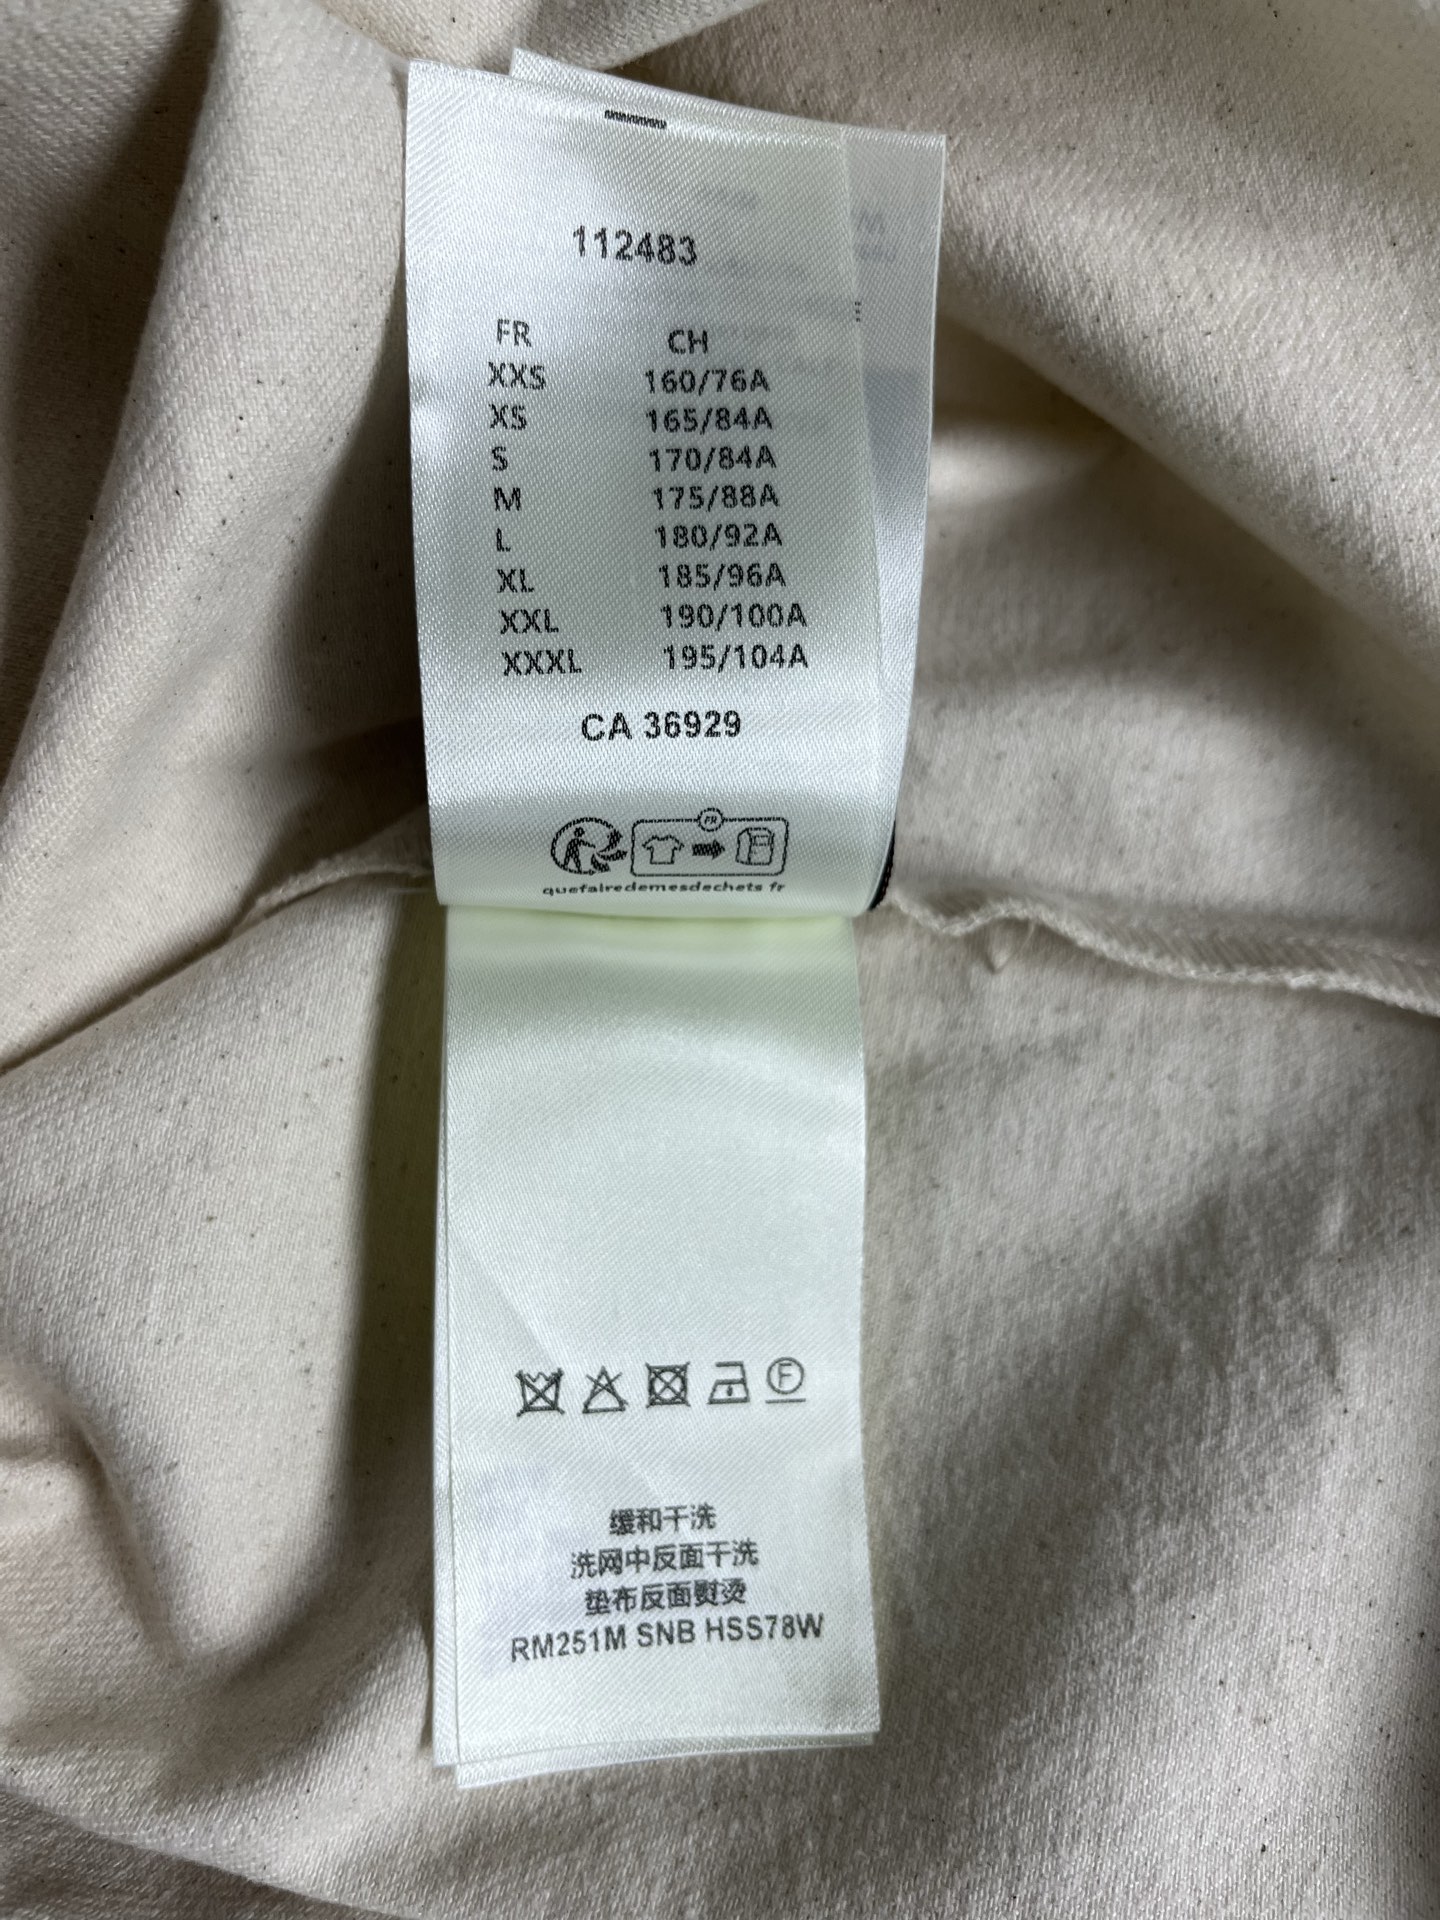 112483
FR CH
XXS 160/76A
XS 165/84A
S 170/84A
M 175/88A
L 180/92A
XL 185/96A
XXL 190/100A
XXXL 195/104A
CA 36929
FR
quefairedemesdechets fr
F
缓和干洗
洗网中反面干洗
垫布反面熨烫
RM251M SNB HSS78W